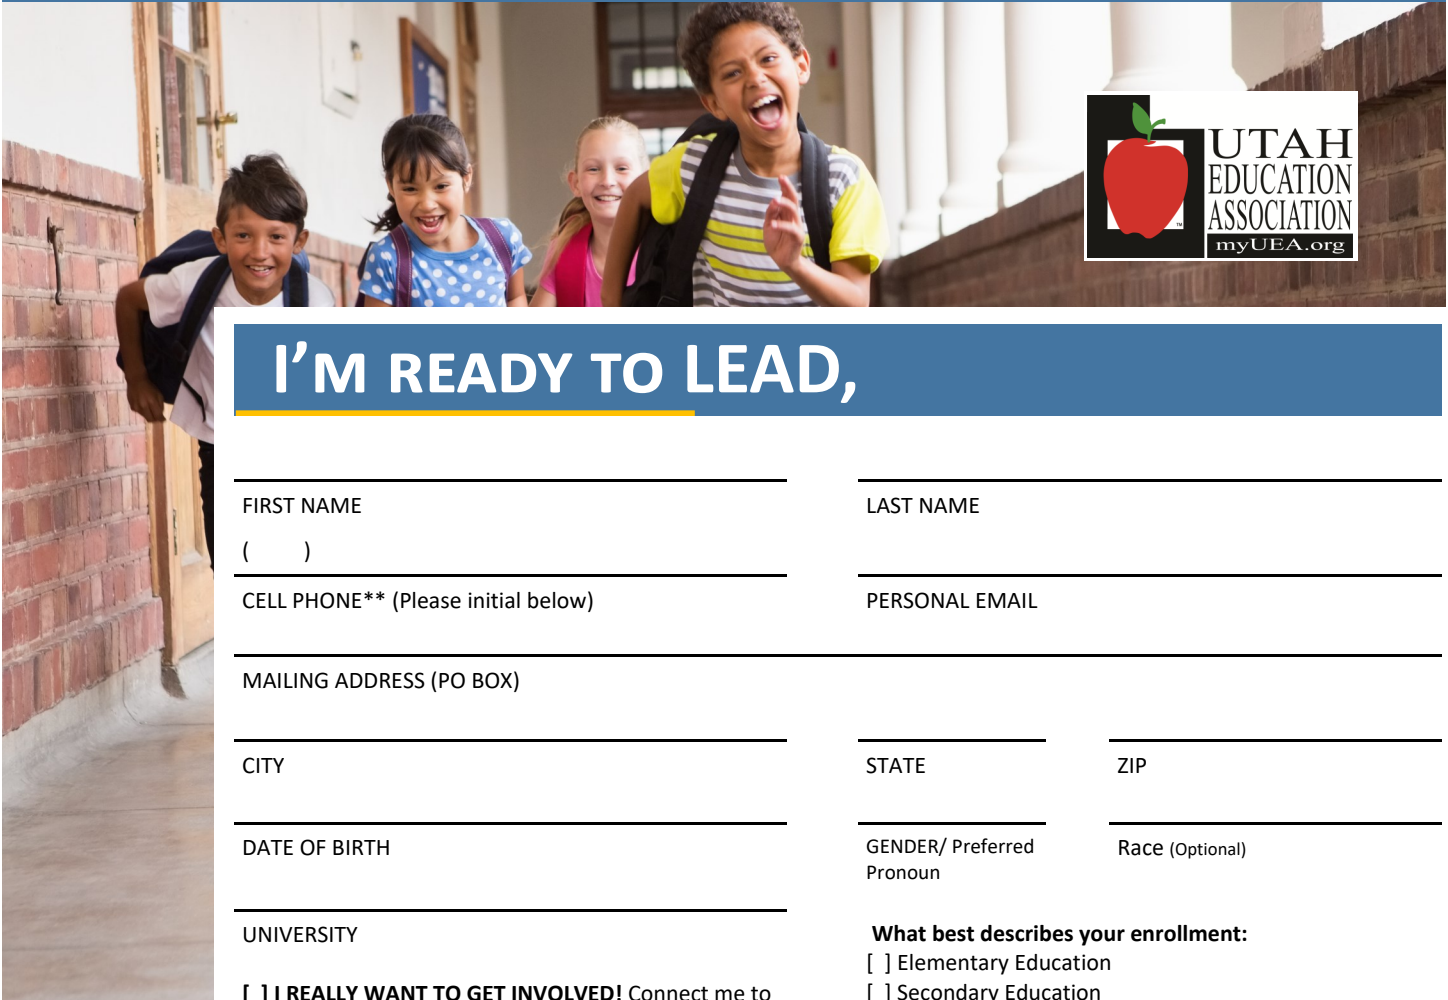 UTAH
EDUCATION
ASSOCIATION
™
myUEA.org
I’M READY TO LEAD,
FIRST NAME
LAST NAME
( )
CELL PHONE** (Please initial below)
PERSONAL EMAIL
MAILING ADDRESS (PO BOX)
CITY
STATE
ZIP
DATE OF BIRTH
GENDER/ Preferred
Pronoun
Race (Optional)
UNIVERSITY
What best describes your enrollment:
[ ] Elementary Education
[ ] Secondary Education
[ ] I REALLY WANT TO GET INVOLVED! Connect me to